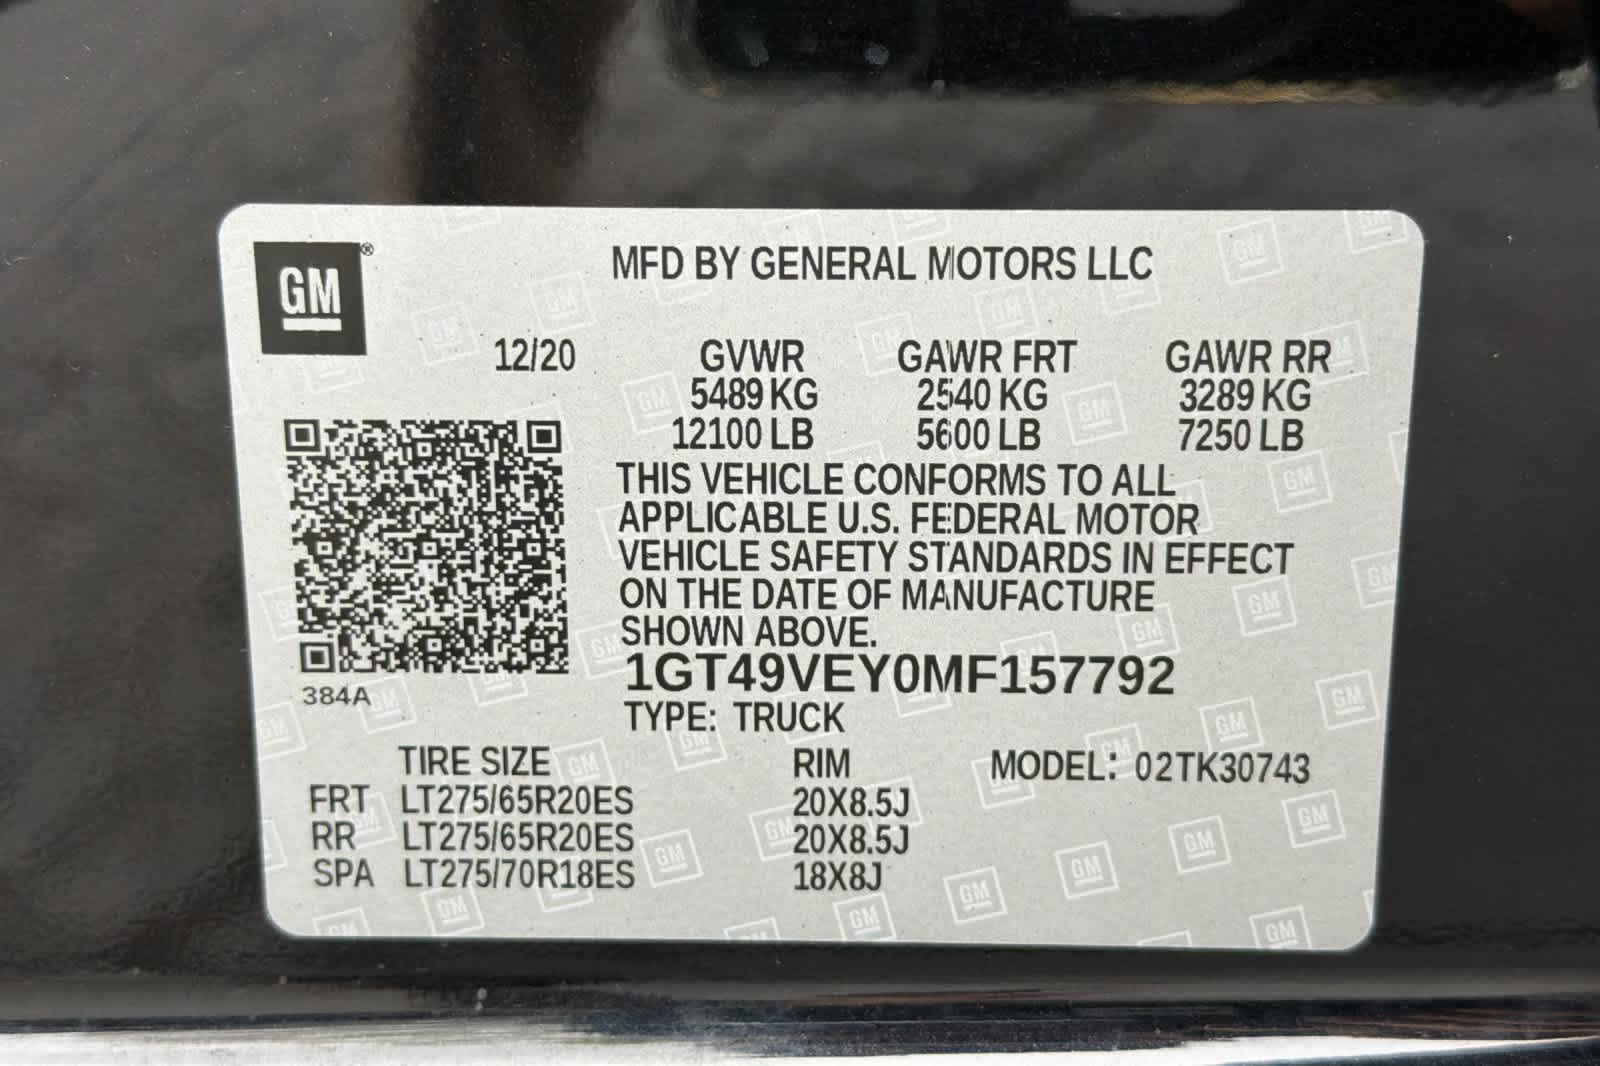 GM®
MFD BY GENERAL MOTORS LLC
12/20 GVWR GAWR FRT GAWR RR
5489 KG 2540 KG 3289 KG
12100 LB 5600 LB 7250 LB
THIS VEHICLE CONFORMS TO ALL
APPLICABLE U.S. FEDERAL MOTOR
VEHICLE SAFETY STANDARDS IN EFFECT
ON THE DATE OF MANUFACTURE
SHOWN ABOVE.
1GT49VEY0MF157792
384A
TYPE: TRUCK
TIRE SIZE RIM MODEL: 02TK30743
FRT LT275/65R20ES 20X8.5J
RR LT275/65R20ES 20X8.5J
SPA LT275/70R18ES 18X8J